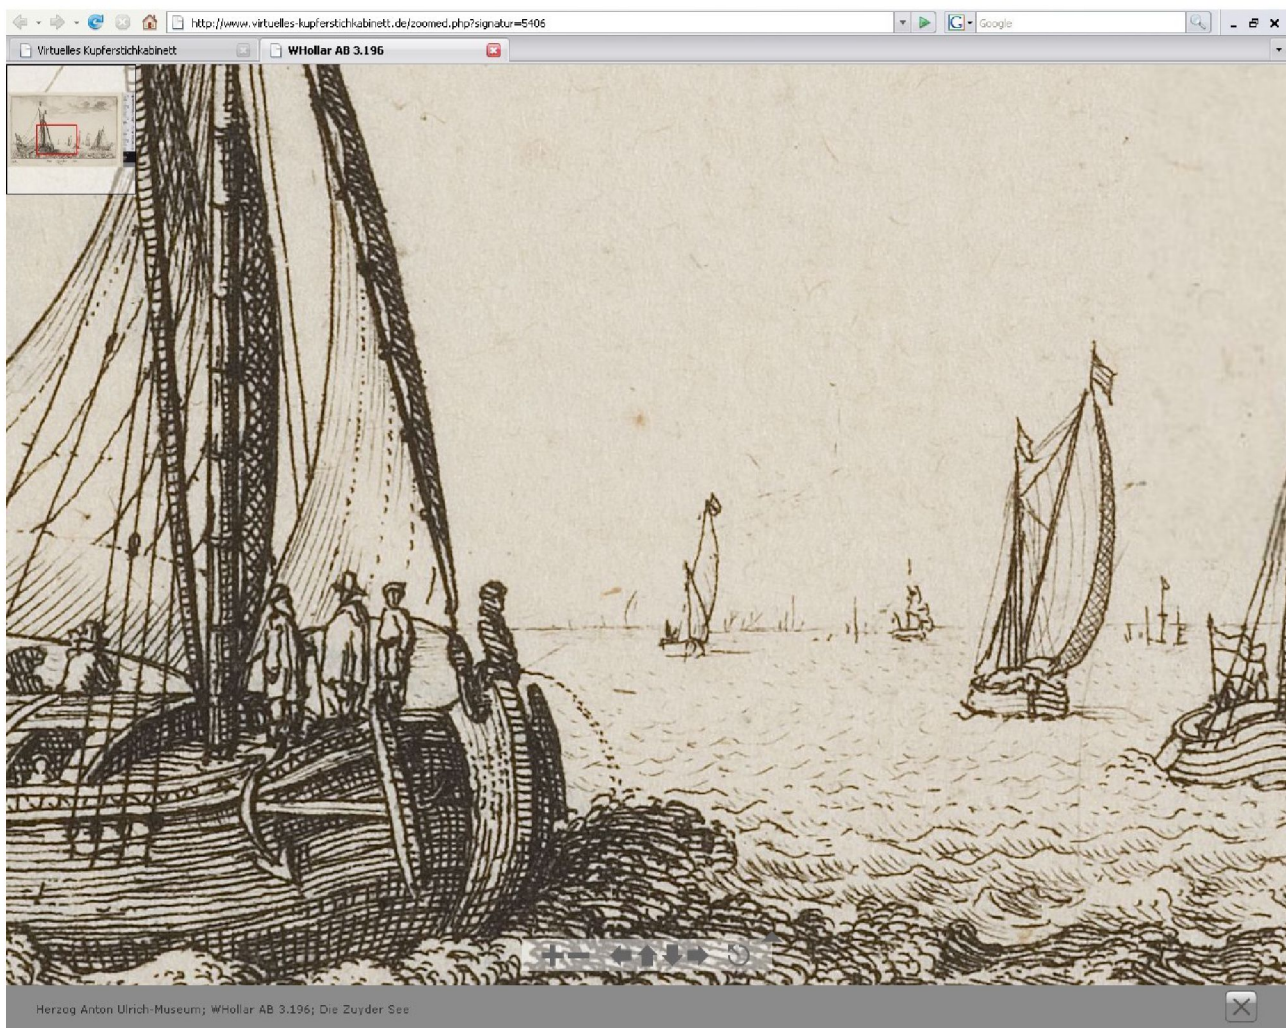 http://www.virtuelles-kupferstichkabinett.de/zoomed.php?signatur=5406
G Google
Virtuelles Kupferstichkabinett
WHollar AB 3.196
Herzog Anton Ulrich-Museum; WHollar AB 3.196; Die Zuyder See